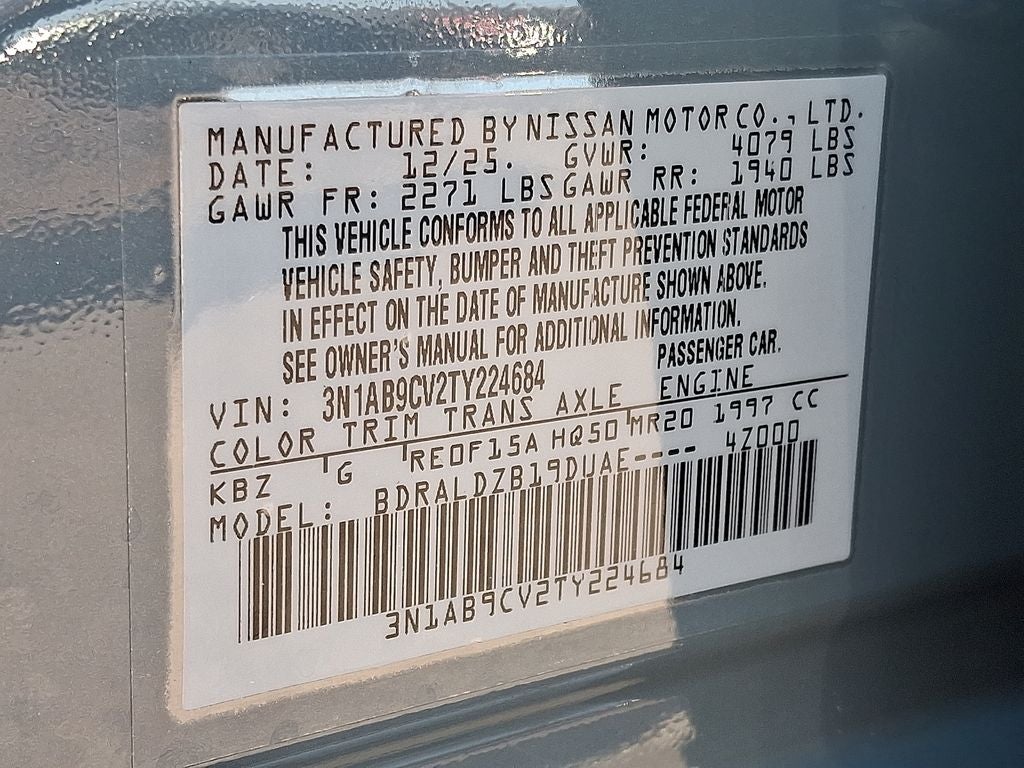 MANUFACTURED BY NISSAN MOTOR CO., LTD.
DATE: 12/25. GVWR: 4079 LBS
GAWR FR: 2271 LBS GAWR RR: 1940 LBS
THIS VEHICLE CONFORMS TO ALL APPLICABLE FEDERAL MOTOR
VEHICLE SAFETY, BUMPER AND THEFT PREVENTION STANDARDS
IN EFFECT ON THE DATE OF MANUFACTURE SHOWN ABOVE.
SEE OWNER'S MANUAL FOR ADDITIONAL INFORMATION.
VIN: 3N1AB9CV2TY224684 PASSENGER CAR.
COLOR TRIM TRANS AXLE ENGINE
KBZ G RE0F15A HQ50 MR20 1997 CC
MODEL: BDRALDZB19DUAE---- 4Z000
3N1AB9CV2TY224684